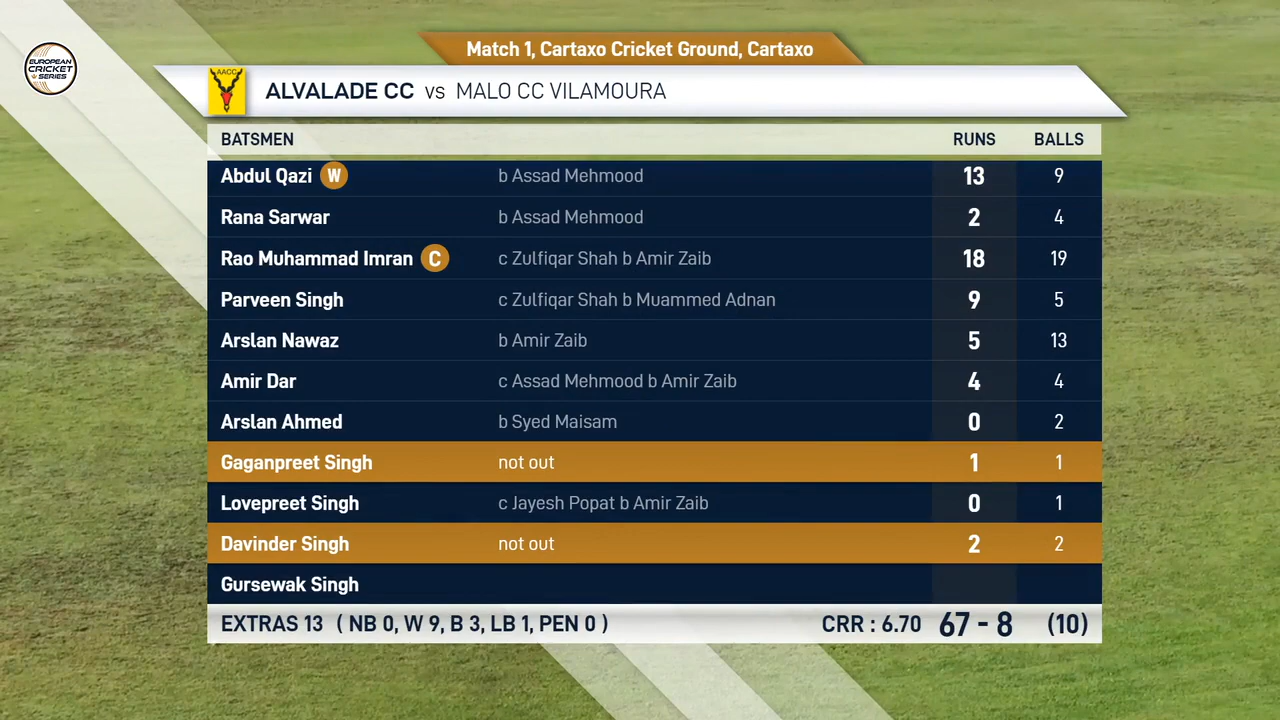 EUROPEAN
CRICKET
SERIES
Match 1, Cartaxo Cricket Ground, Cartaxo
AACC
ALVALADE CC vs MALO CC VILAMOURA
BATSMEN RUNS BALLS
Abdul Qazi W b Assad Mehmood 13 9
Rana Sarwar b Assad Mehmood 2 4
Rao Muhammad Imran C c Zulfiqar Shah b Amir Zaib 18 19
Parveen Singh c Zulfiqar Shah b Muammed Adnan 9 5
Arslan Nawaz b Amir Zaib 5 13
Amir Dar c Assad Mehmood b Amir Zaib 4 4
Arslan Ahmed b Syed Maisam 0 2
Gaganpreet Singh not out 1 1
Lovepreet Singh c Jayesh Popat b Amir Zaib 0 1
Davinder Singh not out 2 2
Gursewak Singh
EXTRAS 13 ( NB 0, W 9, B 3, LB 1, PEN 0 ) CRR : 6.70 67 - 8 (10)